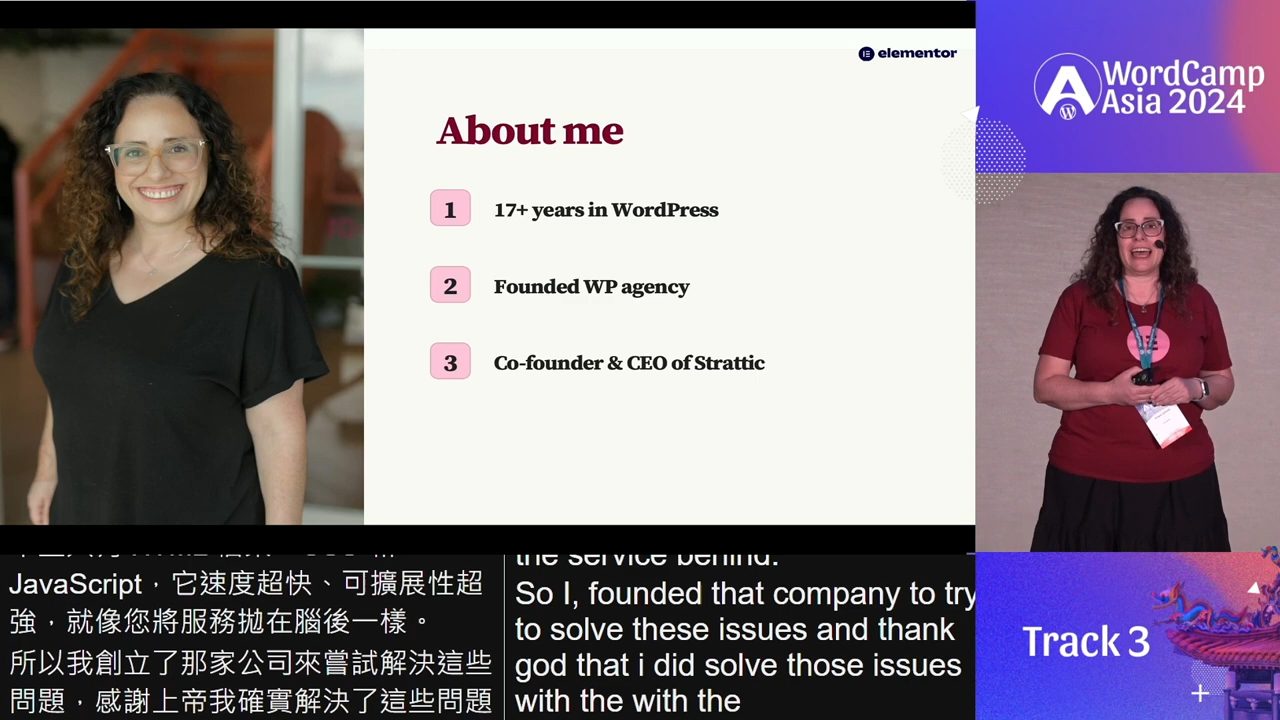 elementor
About me
1 17+ years in WordPress
2 Founded WP agency
3 Co-founder & CEO of Strattic
WordCamp
Asia 2024
JavaScript，它速度超快、可擴展性超
強，就像您將服務拋在腦後一樣。
所以我創立了那家公司來嘗試解決這些
問題，感謝上帝我確實解決了這些問題
the service behind.
So I, founded that company to try
to solve these issues and thank
god that i did solve those issues
with the with the
Track 3